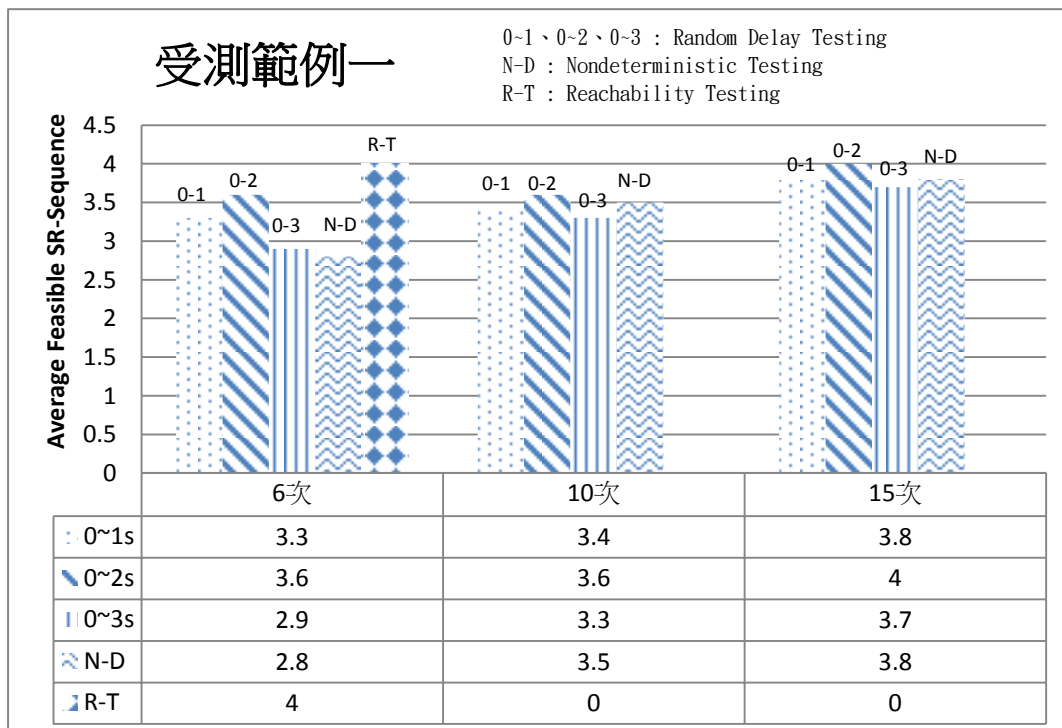 受測範例一
0~1、0~2、0~3 : Random Delay Testing
N-D : Nondeterministic Testing
R-T : Reachability Testing
Average Feasible SR-Sequence
4.5
4
3.5
3
2.5
2
1.5
1
0.5
0
0-1
0-2
0-3
N-D
R-T
0-1
0-2
0-3
N-D
0-1
0-2
0-3
N-D
6次 10次 15次
0~1s 3.3 3.4 3.8
0~2s 3.6 3.6 4
0~3s 2.9 3.3 3.7
N-D 2.8 3.5 3.8
R-T 4 0 0